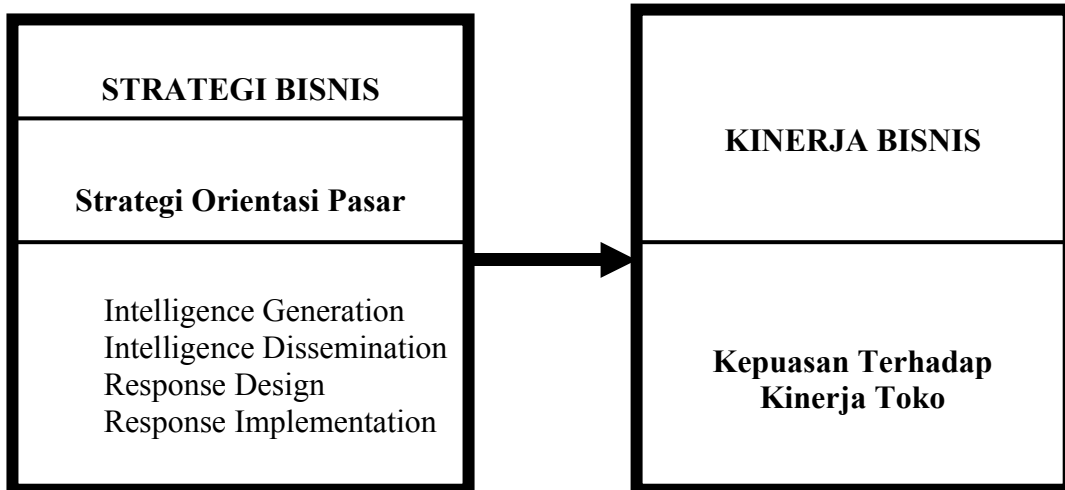 STRATEGI BISNIS
Strategi Orientasi Pasar
Intelligence Generation
Intelligence Dissemination
Response Design
Response Implementation
KINERJA BISNIS
Kepuasan Terhadap
Kinerja Toko